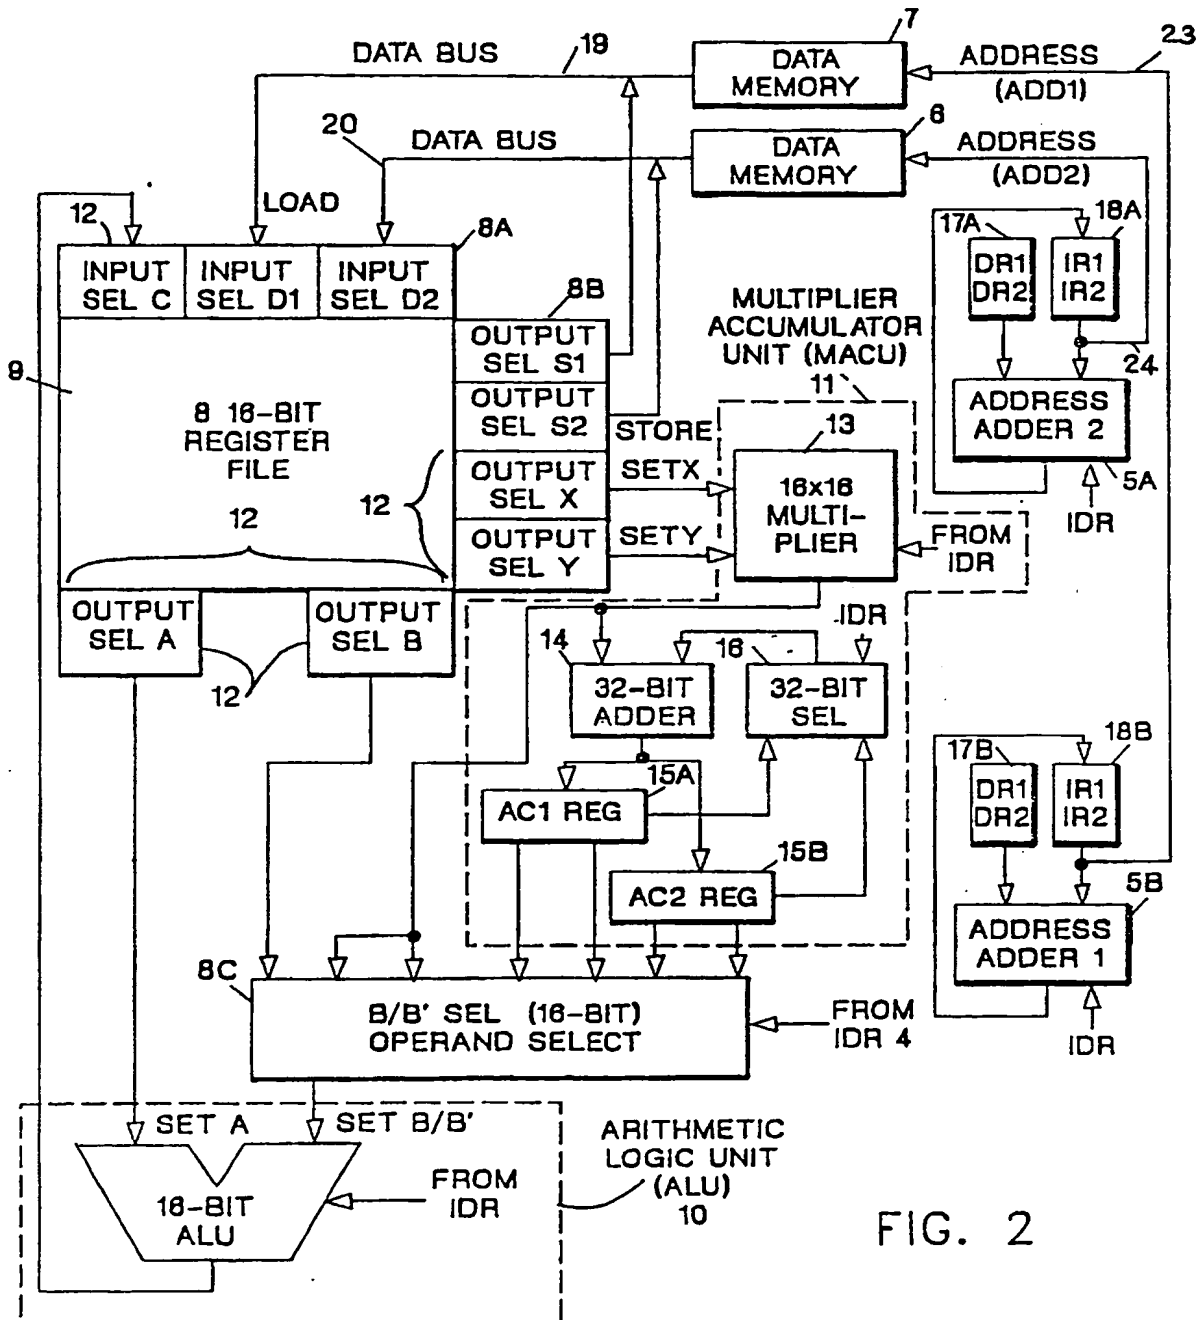 7
23
19
DATA BUS
DATA
MEMORY
ADDRESS
(ADD1)
6
20
DATA BUS
DATA
MEMORY
ADDRESS
(ADD2)
LOAD
12
8A
17A
18A
INPUT
SEL C
INPUT
SEL D1
INPUT
SEL D2
DR1
DR2
IR1
IR2
8B
MULTIPLIER
ACCUMULATOR
UNIT (MACU)
11
OUTPUT
SEL S1
24
9
OUTPUT
SEL S2
ADDRESS
ADDER 2
8 16-BIT
REGISTER
FILE
STORE
13
5A
OUTPUT
SEL X
SETX
16x16
MULTI-
PLIER
IDR
12
12
OUTPUT
SEL Y
SETY
FROM
IDR
OUTPUT
SEL A
OUTPUT
SEL B
IDR
14
16
12
32-BIT
ADDER
32-BIT
SEL
17B
18B
15A
AC1 REG
DR1
DR2
IR1
IR2
15B
AC2 REG
5B
ADDRESS
ADDER 1
8C
B/B' SEL (16-BIT)
OPERAND SELECT
FROM
IDR 4
IDR
SET A
SET B/B'
ARITHMETIC
LOGIC UNIT
(ALU)
10
16-BIT
ALU
FROM
IDR
FIG. 2